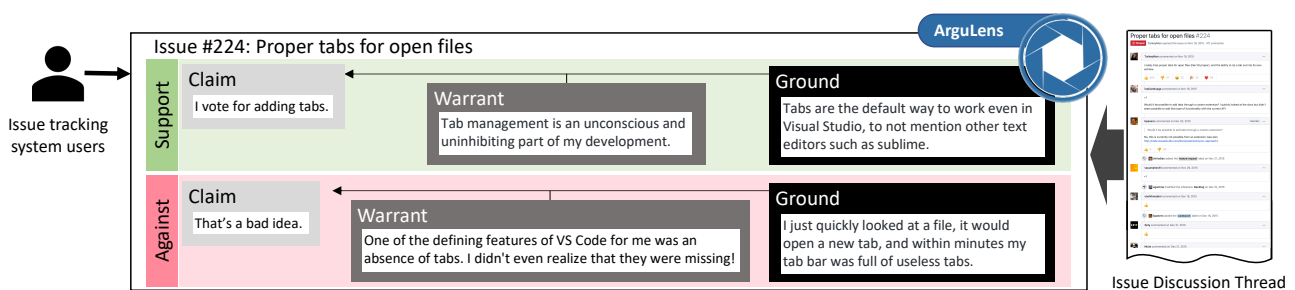 ArguLens
Issue #224: Proper tabs for open files
Issue tracking
system users
Support
Claim
I vote for adding tabs.
Warrant
Tab management is an unconscious and
uninhibiting part of my development.
Ground
Tabs are the default way to work even in
Visual Studio, to not mention other text
editors such as sublime.
Against
Claim
That's a bad idea.
Warrant
One of the defining features of VS Code for me was an
absence of tabs. I didn't even realize that they were missing!
Ground
I just quickly looked at a file, it would
open a new tab, and within minutes my
tab bar was full of useless tabs.
Proper tabs for open files #224
Issue Discussion Thread